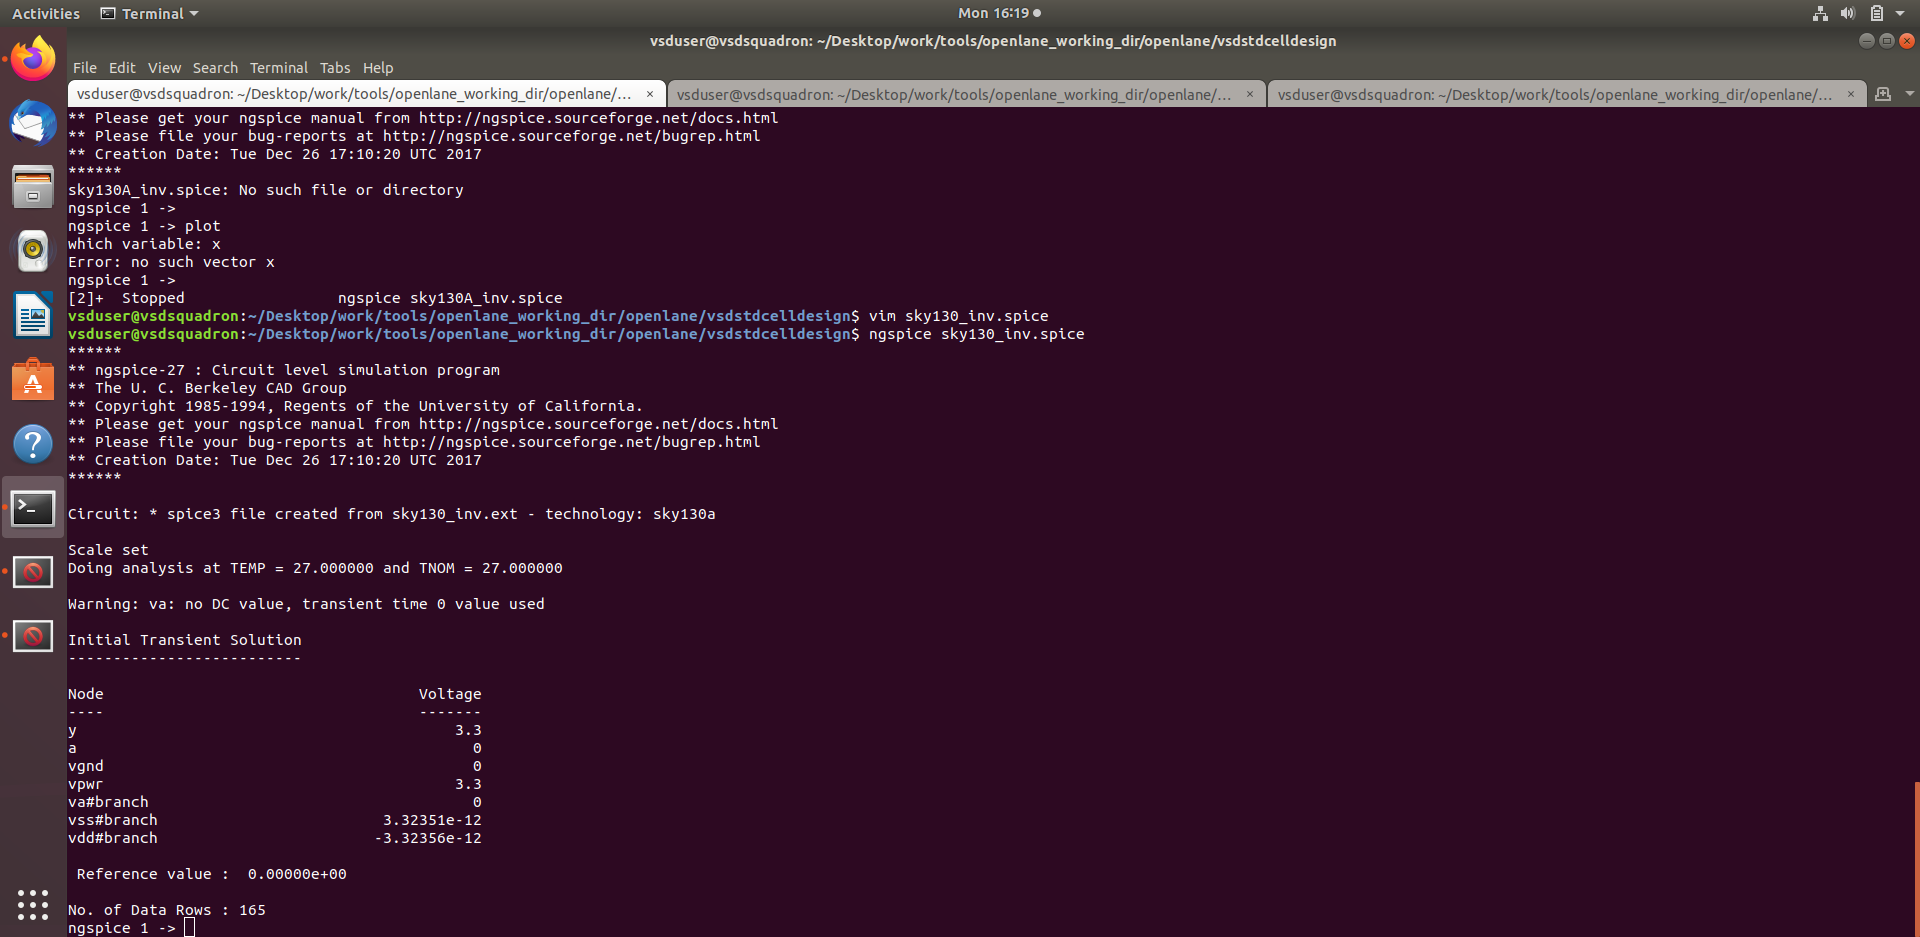 Activities Terminal Mon 16:19
vsduser@vsdsquadron: ~/Desktop/work/tools/openlane_working_dir/openlane/vsdstdcelldesign
File Edit View Search Terminal Tabs Help
vsduser@vsdsquadron: ~/Desktop/work/tools/openlane_working_dir/openlane/... × vsduser@vsdsquadron: ~/Desktop/work/tools/openlane_working_dir/openlane/... × vsduser@vsdsquadron: ~/Desktop/work/tools/openlane_working_dir/openlane/... ×
** Please get your ngspice manual from http://ngspice.sourceforge.net/docs.html
** Please file your bug-reports at http://ngspice.sourceforge.net/bugrep.html
** Creation Date: Tue Dec 26 17:10:20 UTC 2017
******
sky130A_inv.spice: No such file or directory
ngspice 1 ->
ngspice 1 -> plot
which variable: x
Error: no such vector x
ngspice 1 ->
[2]+  Stopped                 ngspice sky130A_inv.spice
vsduser@vsdsquadron:~/Desktop/work/tools/openlane_working_dir/openlane/vsdstdcelldesign$ vim sky130_inv.spice
vsduser@vsdsquadron:~/Desktop/work/tools/openlane_working_dir/openlane/vsdstdcelldesign$ ngspice sky130_inv.spice
******
** ngspice-27 : Circuit level simulation program
** The U. C. Berkeley CAD Group
** Copyright 1985-1994, Regents of the University of California.
** Please get your ngspice manual from http://ngspice.sourceforge.net/docs.html
** Please file your bug-reports at http://ngspice.sourceforge.net/bugrep.html
** Creation Date: Tue Dec 26 17:10:20 UTC 2017
******
Circuit: * spice3 file created from sky130_inv.ext - technology: sky130a
Scale set
Doing analysis at TEMP = 27.000000 and TNOM = 27.000000
Warning: va: no DC value, transient time 0 value used
Initial Transient Solution
--------------------------
Node                                   Voltage
----                                   -------
y                                          3.3
a                                            0
vgnd                                         0
vpwr                                       3.3
va#branch                                    0
vss#branch                         3.32351e-12
vdd#branch                        -3.32356e-12
Reference value :  0.00000e+00
No. of Data Rows : 165
ngspice 1 ->